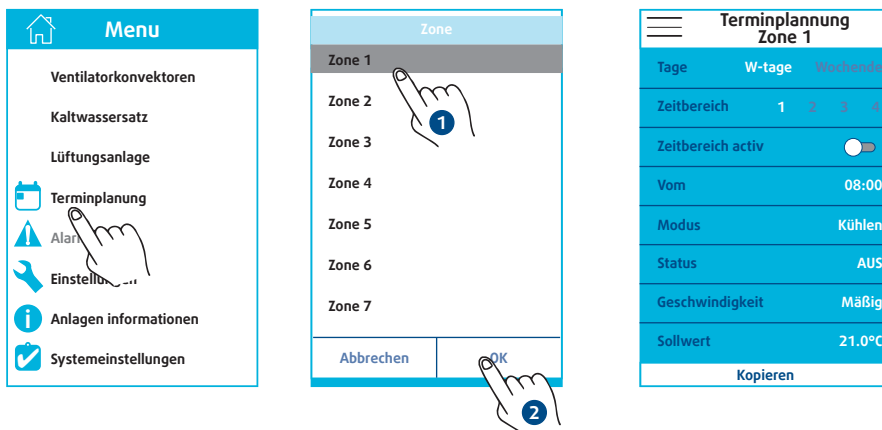 Menu
Ventilatorkonvektoren
Kaltwassersatz
Lüftungsanlage
Terminplanung
Einstellungen
Anlagen informationen
Systemeinstellungen
Zone
Zone 1
Zone 2
Zone 3
Zone 4
Zone 5
Zone 6
Zone 7
Abbrechen OK
1
2
Terminplannung
Zone 1
Tage W-tage Wochende
Zeitbereich 1 2 3 4
Zeitbereich activ
Vom 08:00
Modus Kühlen
Status AUS
Geschwindigkeit Mäßig
Sollwert 21.0°C
Kopieren